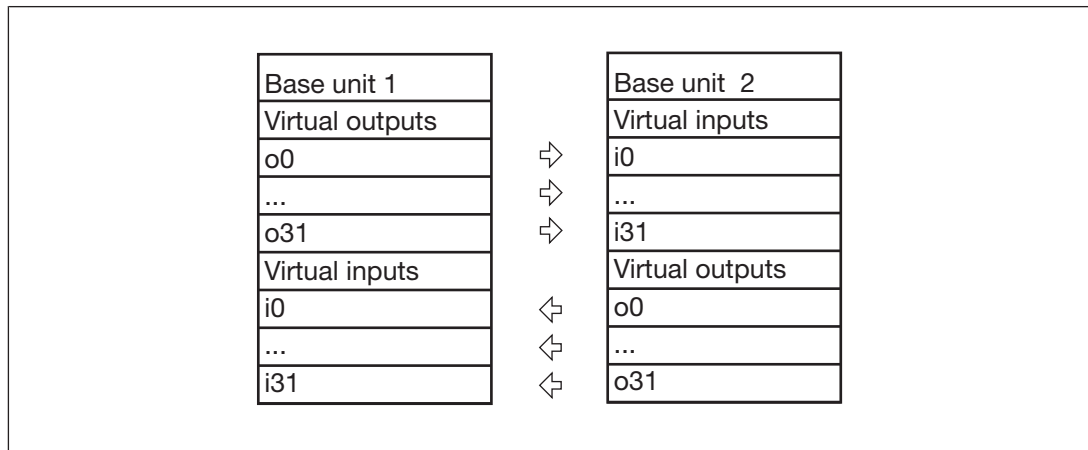 Base unit 1
Virtual outputs
o0
...
o31
Virtual inputs
i0
...
i31
Base unit 2
Virtual inputs
i0
...
i31
Virtual outputs
o0
...
o31